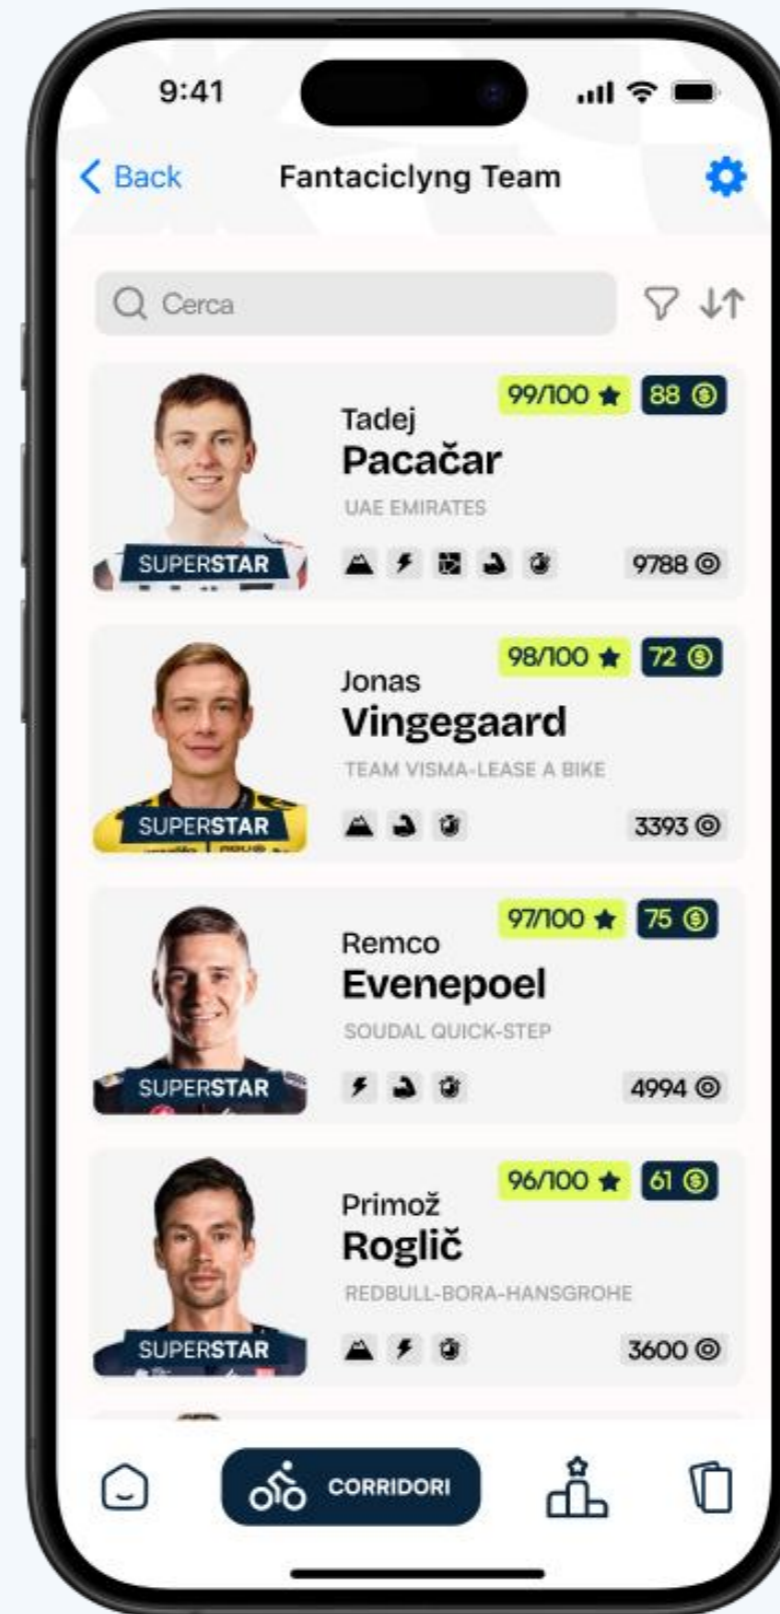 9:41
Back
Fantaciclyng Team
Cerca
99/100
88
Tadej
Pacačar
UAE EMIRATES
SUPERSTAR
9788
98/100
72
Jonas
Vingegaard
TEAM VISMA-LEASE A BIKE
SUPERSTAR
3393
97/100
75
Remco
Evenepoel
SOUDAL QUICK-STEP
SUPERSTAR
4994
96/100
61
Primož
Roglič
REDBULL-BORA-HANSGROHE
SUPERSTAR
3600
CORRIDORI